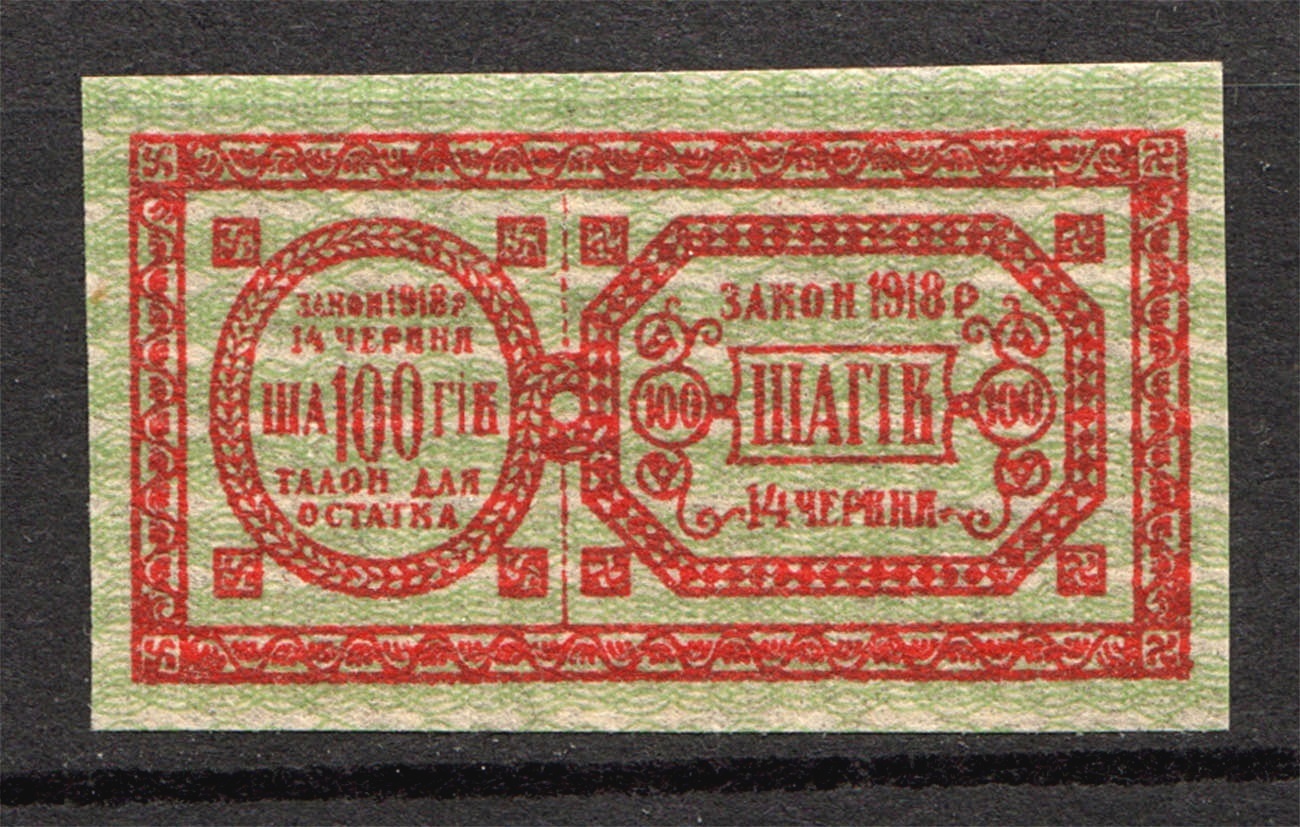 ЗАКОН 1918 р
14 ЧЕРВНЯ
ША 100 ГІВ
ТАЛОН ДЛЯ
ОСТАТКА
ЗАКОН 1918 Р
100 ШАГІВ 100
14 ЧЕРВНЯ